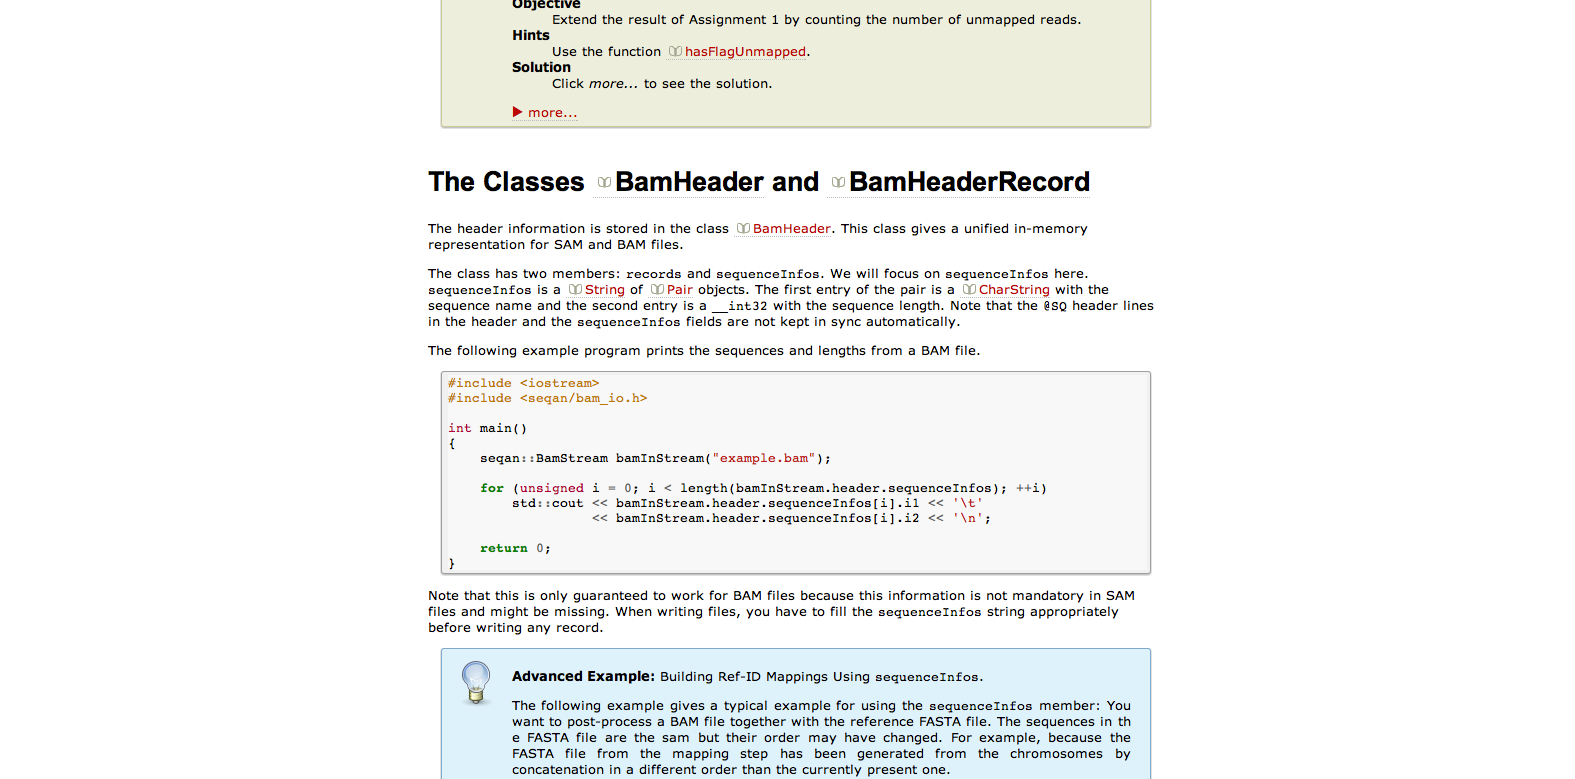 Objective
Extend the result of Assignment 1 by counting the number of unmapped reads.
Hints
Use the function hasFlagUnmapped.
Solution
Click more... to see the solution.
more...
The Classes BamHeader and BamHeaderRecord
The header information is stored in the class BamHeader. This class gives a unified in-memory
representation for SAM and BAM files.
The class has two members: records and sequenceInfos. We will focus on sequenceInfos here.
sequenceInfos is a String of Pair objects. The first entry of the pair is a CharString with the
sequence name and the second entry is a __int32 with the sequence length. Note that the @SQ header lines
in the header and the sequenceInfos fields are not kept in sync automatically.
The following example program prints the sequences and lengths from a BAM file.
#include <iostream>
#include <seqan/bam_io.h>
int main()
{
    seqan::BamStream bamInStream("example.bam");
    for (unsigned i = 0; i < length(bamInStream.header.sequenceInfos); ++i)
        std::cout << bamInStream.header.sequenceInfos[i].i1 << '\t'
                  << bamInStream.header.sequenceInfos[i].i2 << '\n';
    return 0;
}
Note that this is only guaranteed to work for BAM files because this information is not mandatory in SAM
files and might be missing. When writing files, you have to fill the sequenceInfos string appropriately
before writing any record.
Advanced Example: Building Ref-ID Mappings Using sequenceInfos.
The following example gives a typical example for using the sequenceInfos member: You
want to post-process a BAM file together with the reference FASTA file. The sequences in th
e FASTA file are the sam but their order may have changed. For example, because the
FASTA file from the mapping step has been generated from the chromosomes by
concatenation in a different order than the currently present one.